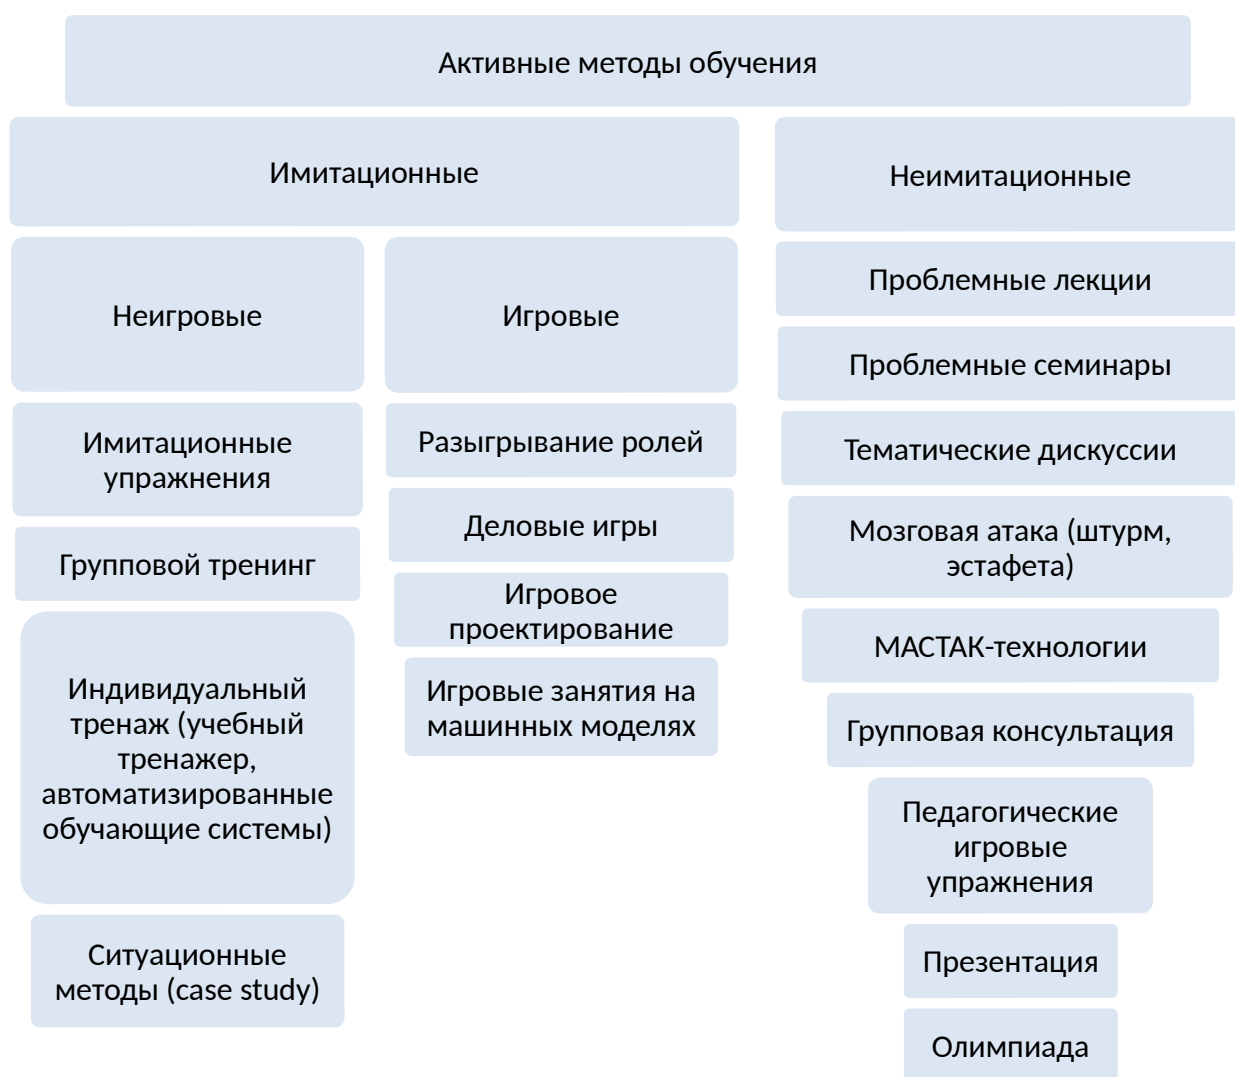 Активные методы обучения
Имитационные
Неимитационные
Неигровые
Игровые
Имитационные
упражнения
Групповой тренинг
Индивидуальный
тренаж (учебный
тренажер,
автоматизированные
обучающие системы)
Ситуационные
методы (case study)
Разыгрывание ролей
Деловые игры
Игровое
проектирование
Игровые занятия на
машинных моделях
Проблемные лекции
Проблемные семинары
Тематические дискуссии
Мозговая атака (штурм,
эстафета)
МАСТАК-технологии
Групповая консультация
Педагогические
игровые
упражнения
Презентация
Олимпиада